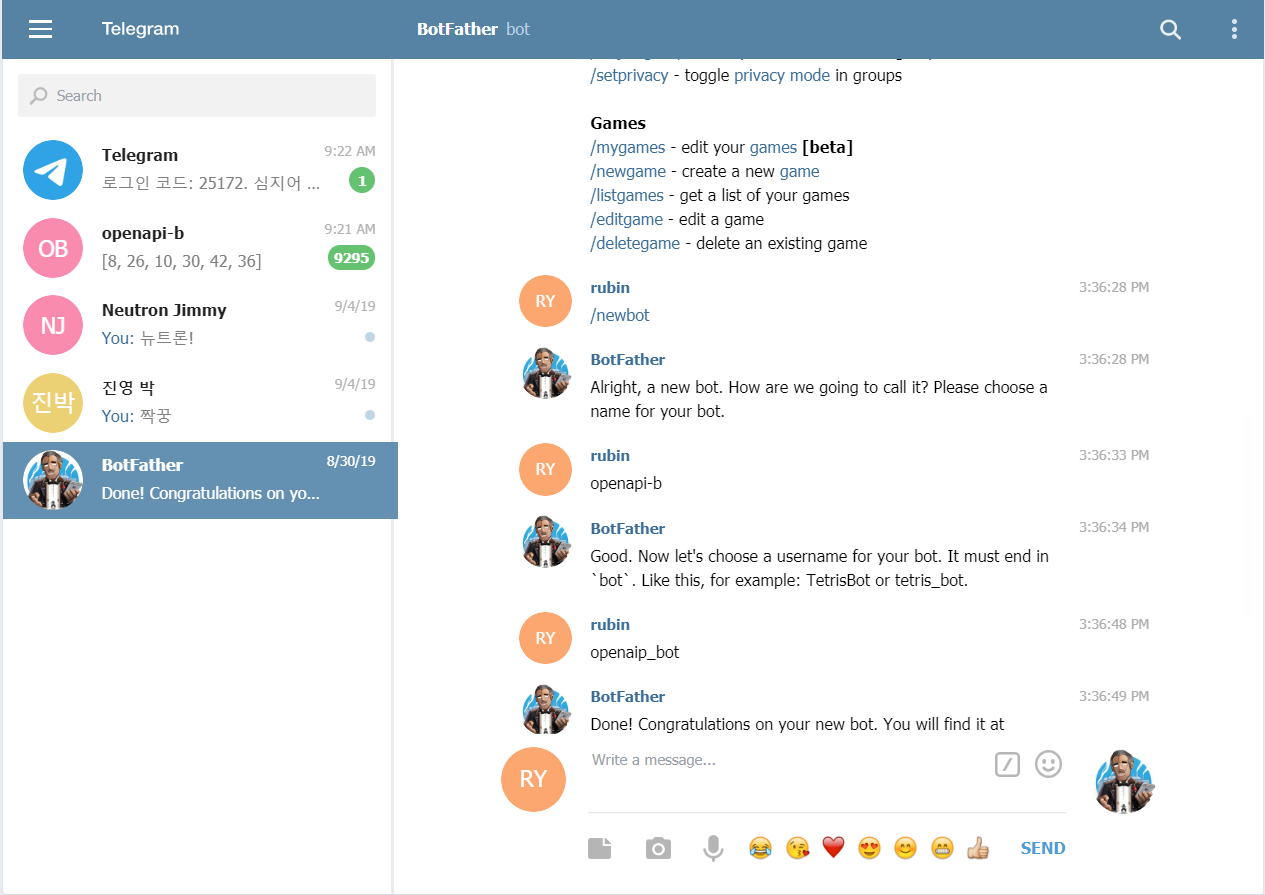 Telegram
BotFather bot
Search
Telegram 9:22 AM
로그인 코드: 25172. 심지어 ... 1
OB openapi-b 9:21 AM
[8, 26, 10, 30, 42, 36] 9295
NJ Neutron Jimmy 9/4/19
You: 뉴트론!
진박 진영 박 9/4/19
You: 짝꿍
BotFather 8/30/19
Done! Congratulations on yo...
/setprivacy - toggle privacy mode in groups
Games
/mygames - edit your games [beta]
/newgame - create a new game
/listgames - get a list of your games
/editgame - edit a game
/deletegame - delete an existing game
RY rubin 3:36:28 PM
/newbot
BotFather 3:36:28 PM
Alright, a new bot. How are we going to call it? Please choose a
name for your bot.
RY rubin 3:36:33 PM
openapi-b
BotFather 3:36:34 PM
Good. Now let's choose a username for your bot. It must end in
`bot`. Like this, for example: TetrisBot or tetris_bot.
RY rubin 3:36:48 PM
openaip_bot
BotFather 3:36:49 PM
Done! Congratulations on your new bot. You will find it at
RY Write a message...
SEND